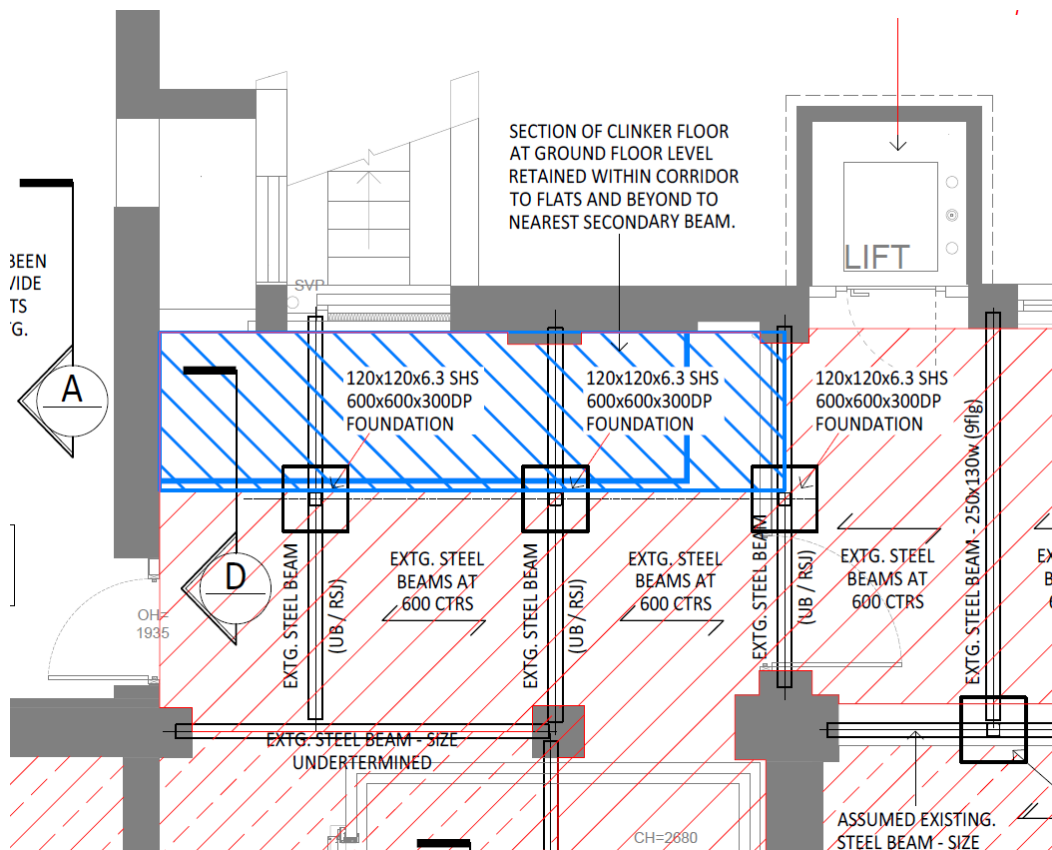 SECTION OF CLINKER FLOOR
AT GROUND FLOOR LEVEL
RETAINED WITHIN CORRIDOR
TO FLATS AND BEYOND TO
NEAREST SECONDARY BEAM.
LIFT
SVP
BEEN
VIDE
TS
G.
A
120x120x6.3 SHS
600x600x300DP
FOUNDATION
120x120x6.3 SHS
600x600x300DP
FOUNDATION
120x120x6.3 SHS
600x600x300DP
FOUNDATION
D
OH=
1935
EXTG. STEEL BEAM
(UB / RSJ)
EXTG. STEEL
BEAMS AT
600 CTRS
EXTG. STEEL BEAM
(UB / RSJ)
EXTG. STEEL
BEAMS AT
600 CTRS
EXTG. STEEL BEAM
(UB / RSJ)
EXTG. STEEL
BEAMS AT
600 CTRS
EXTG. STEEL BEAM - 250x130w (9flg)
EXTG. STEEL BEAM - SIZE
UNDERTERMINED
CH=2680
ASSUMED EXISTING.
STEEL BEAM - SIZE